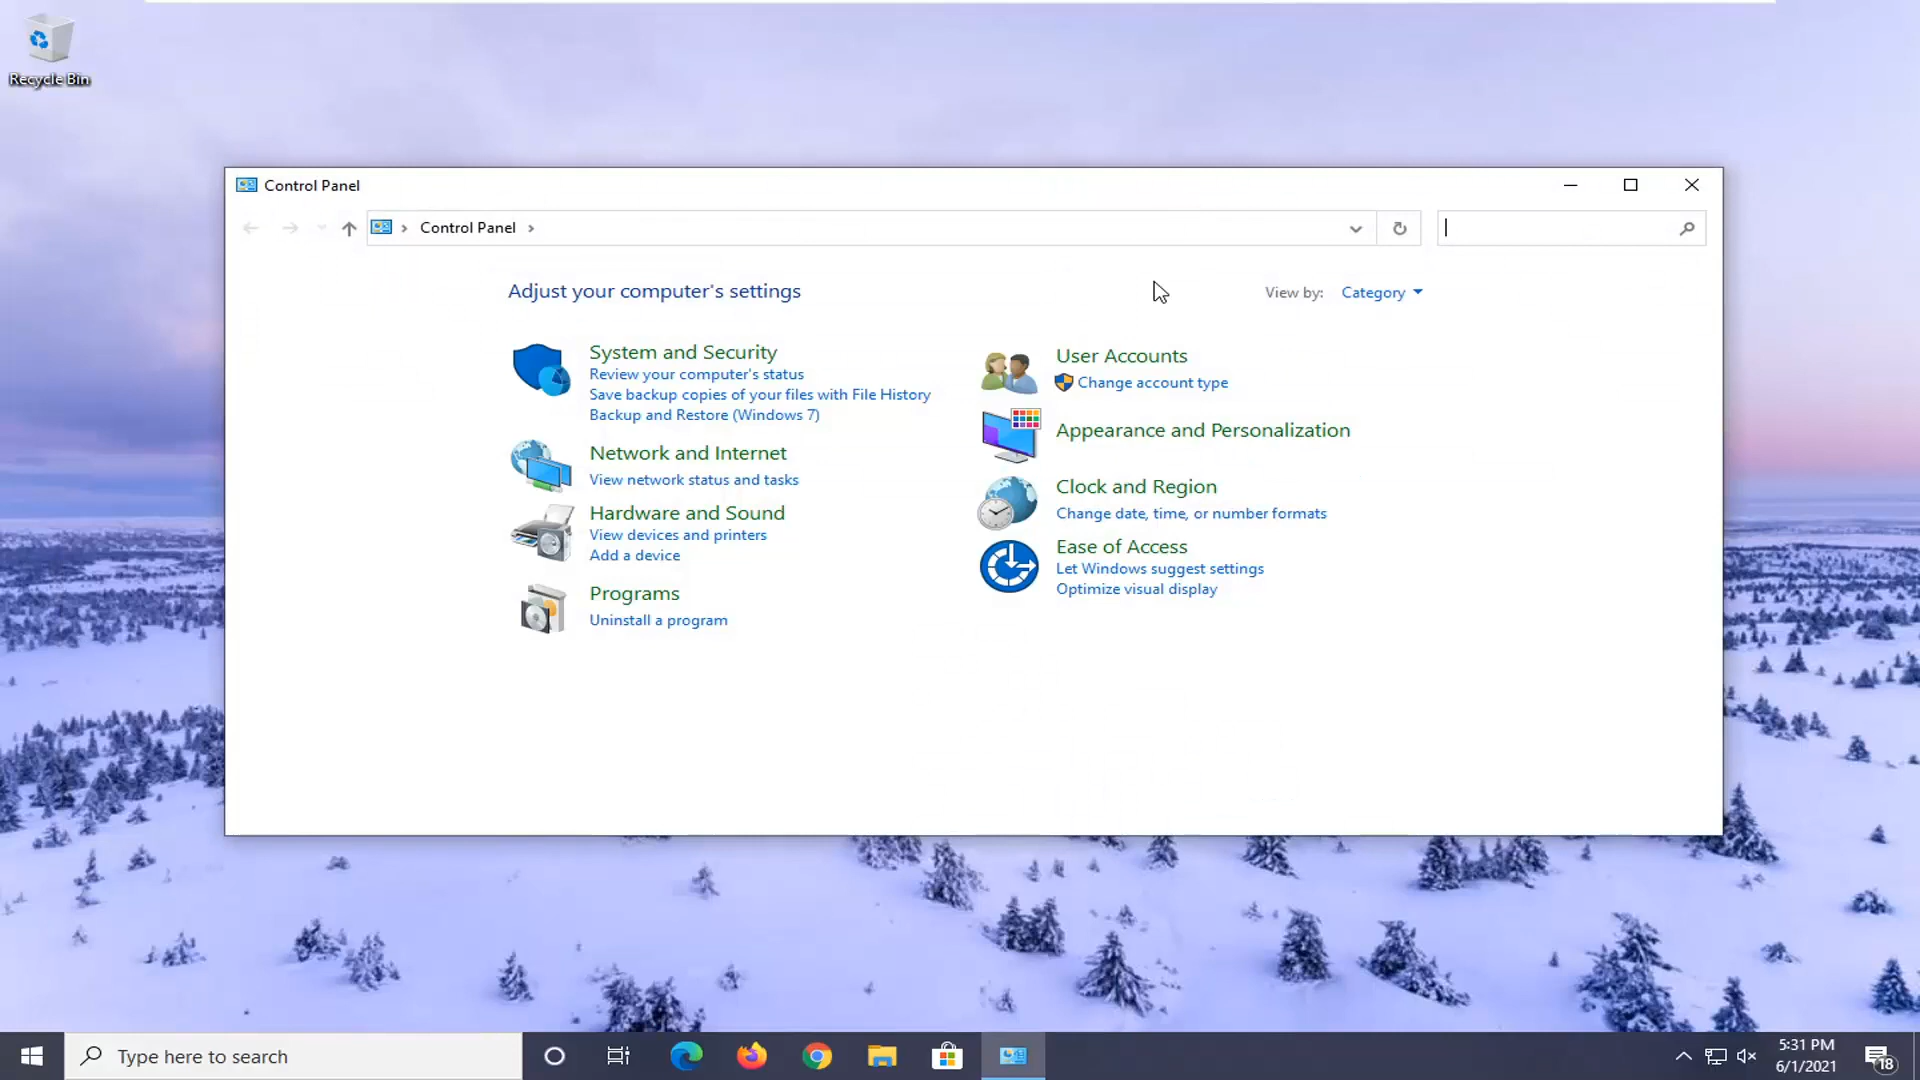 Recycle Bin
Control Panel
Control Panel
Adjust your computer's settings
View by: Category
System and Security
Review your computer's status
Save backup copies of your files with File History
Backup and Restore (Windows 7)
Network and Internet
View network status and tasks
Hardware and Sound
View devices and printers
Add a device
Programs
Uninstall a program
User Accounts
Change account type
Appearance and Personalization
Clock and Region
Change date, time, or number formats
Ease of Access
Let Windows suggest settings
Optimize visual display
Type here to search
5:31 PM
6/1/2021
18